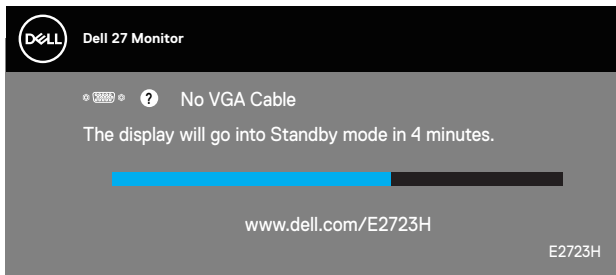 DELL
Dell 27 Monitor
? No VGA Cable
The display will go into Standby mode in 4 minutes.
www.dell.com/E2723H
E2723H